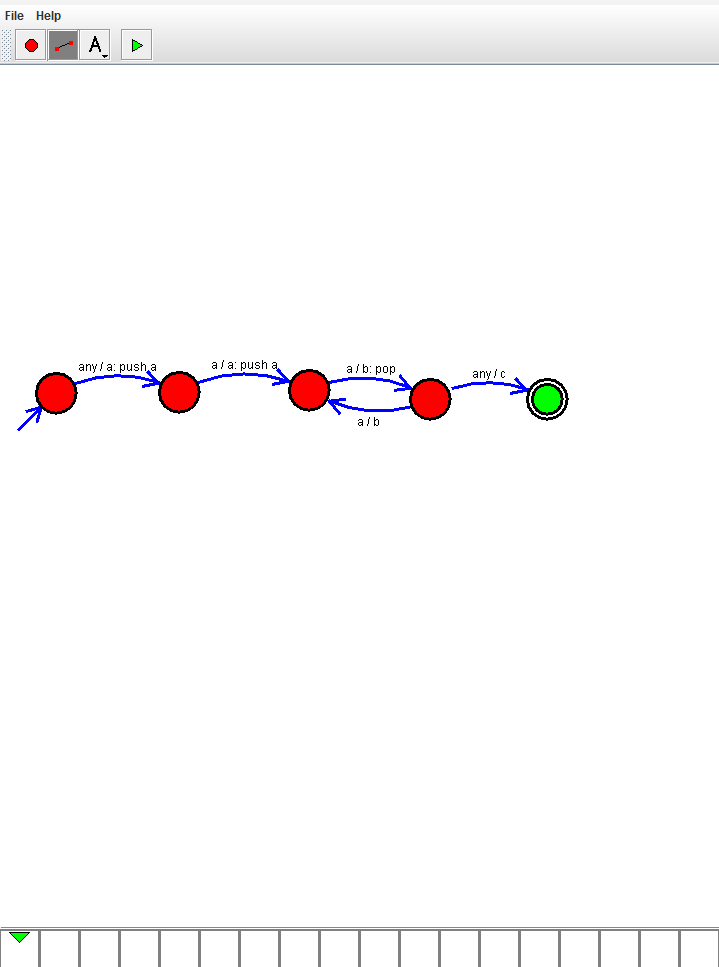 File Help
A
any / a: push a
a / a: push a
a / b: pop
any / c
a / b